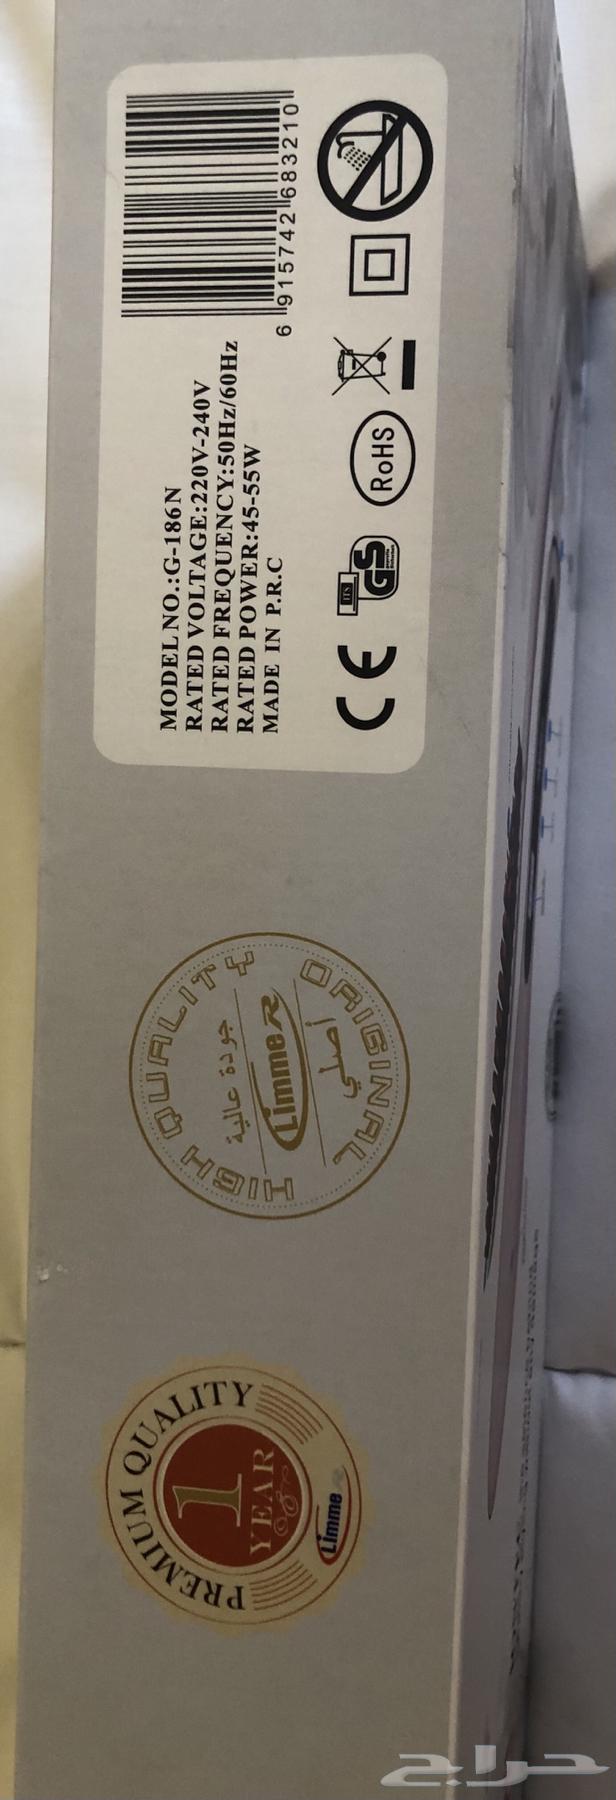 6 915742 683210
MODEL NO.:G-186N
RATED VOLTAGE:220V-240V
RATED FREQUENCY:50Hz/60Hz
RATED POWER:45-55W
MADE IN P.R.C
CE
GS
RoHS
HIGH QUALITY
جودة عالية
LimmeR
أصلي
ORIGINAL
PREMIUM QUALITY
1
YEAR
LimmeR
حراج